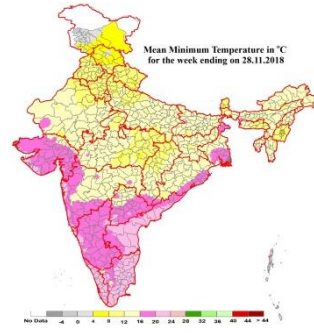 Mean Minimum Temperature in °C
for the week ending on 28.11.2018
No Data -4 0 4 8 12 16 20 24 28 32 36 40 44 + 44